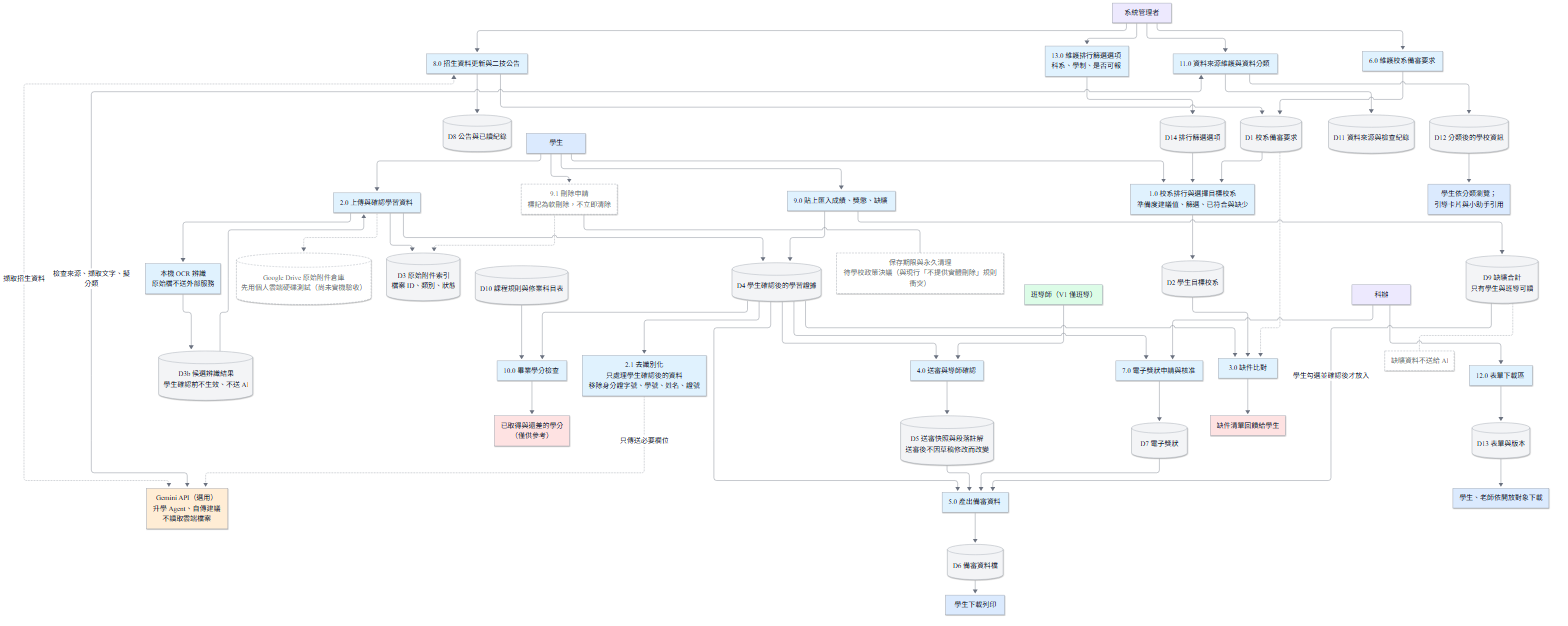 系統管理者
8.0 招生資料更新與二技公告
13.0 維護排行篩選選項
科系、學制、是否可報
11.0 資料來源維護與資料分類
6.0 維護校系備審要求
D8 公告與已讀紀錄
D14 排行篩選選項
D1 校系備審要求
D11 資料來源與檢查紀錄
D12 分類後的學校資訊
學生
2.0 上傳與確認學習資料
9.1 刪除申請
標記為軟刪除，不立即清除
9.0 貼上匯入成績、獎懲、缺曠
1.0 校系排行與選擇目標校系
準備度建議值、篩選、已符合與缺少
學生依分類瀏覽；
引導卡片與小助手引用
擷取招生資料
檢查來源、擷取文字、擬
分類
本機 OCR 辨識
原始檔不送外部服務
Google Drive 原始附件倉庫
先用個人雲端硬碟測試（尚未實機驗收）
D3 原始附件索引
檔案 ID、類別、狀態
D10 課程規則與修業科目表
D4 學生確認後的學習證據
保存期限與永久清理
待學校政策決議（與現行「不提供實體刪除」規則
衝突）
班導師（V1 僅班導）
D2 學生目標校系
科辦
D9 缺曠合計
只有學生與班導可讀
D3b 候選辨識結果
學生確認前不生效、不送 AI
10.0 畢業學分檢查
2.1 去識別化
只處理學生確認後的資料
移除身分證字號、學號、姓名、證號
4.0 送審與導師確認
7.0 電子獎狀申請與核准
3.0 缺件比對
缺曠資料不送給 AI
學生勾選並確認後才放入
12.0 表單下載區
已取得與還差的學分
（僅供參考）
只傳送必要欄位
D5 送審快照與段落註解
送審後不因草稿修改而改變
D7 電子獎狀
缺件清單回饋給學生
D13 表單與版本
Gemini API（選用）
升學 Agent、自傳建議
不讀取雲端檔案
5.0 產出備審資料
學生、老師依開放對象下載
D6 備審資料檔
學生下載列印